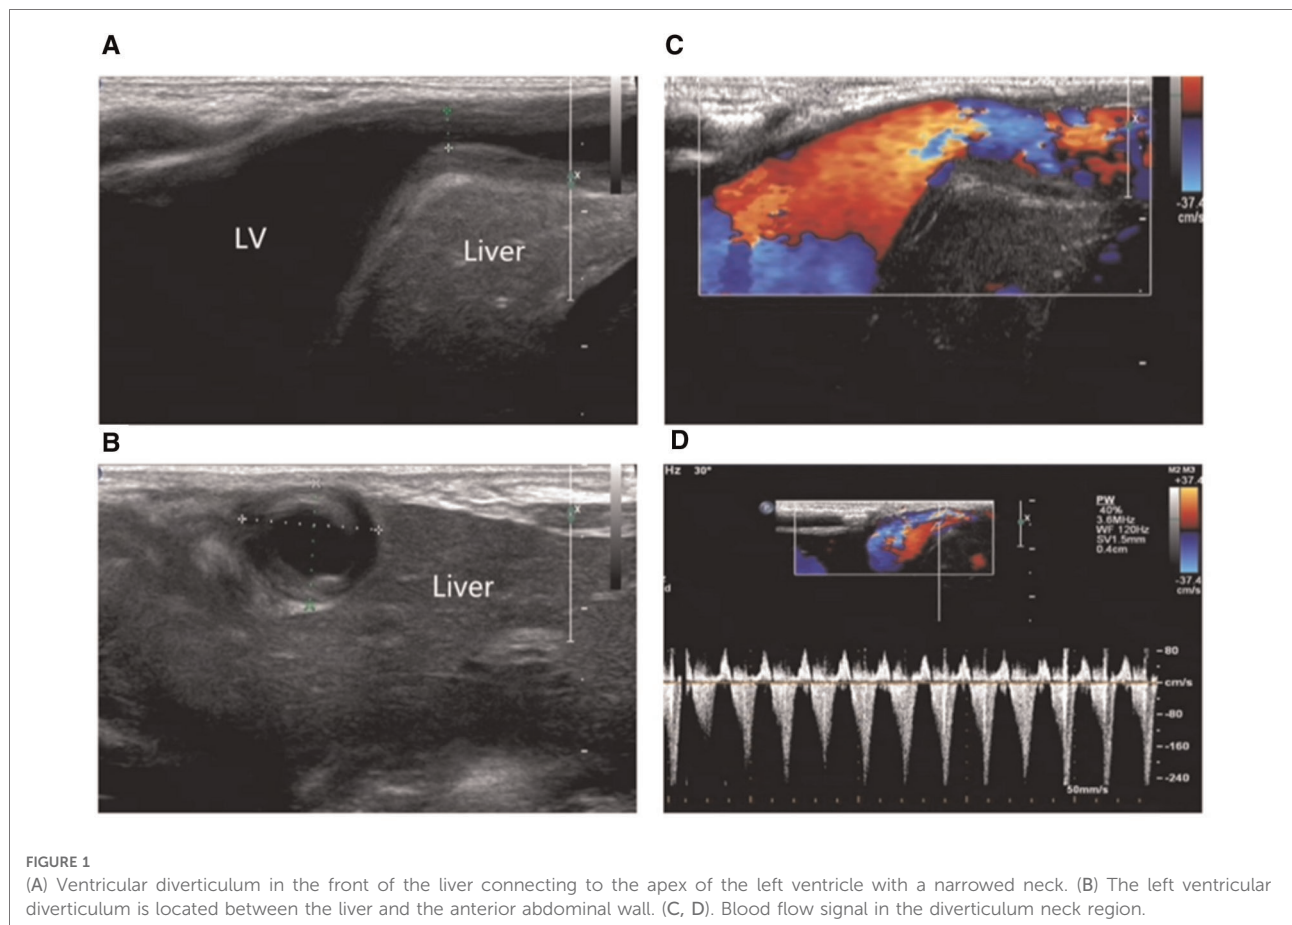 A
C
LV
Liver
x
x
-37.4
cm/s
B
D
Liver
x
Hz 30°
M2 M3
+37.4
PW
40%
3.6MHz
WF 120Hz
SV1.5mm
0.4cm
x
-37.4
cm/s
d
80
cm/s
-80
-160
-240
50mm/s
FIGURE 1
(A) Ventricular diverticulum in the front of the liver connecting to the apex of the left ventricle with a narrowed neck. (B) The left ventricular
diverticulum is located between the liver and the anterior abdominal wall. (C, D). Blood flow signal in the diverticulum neck region.